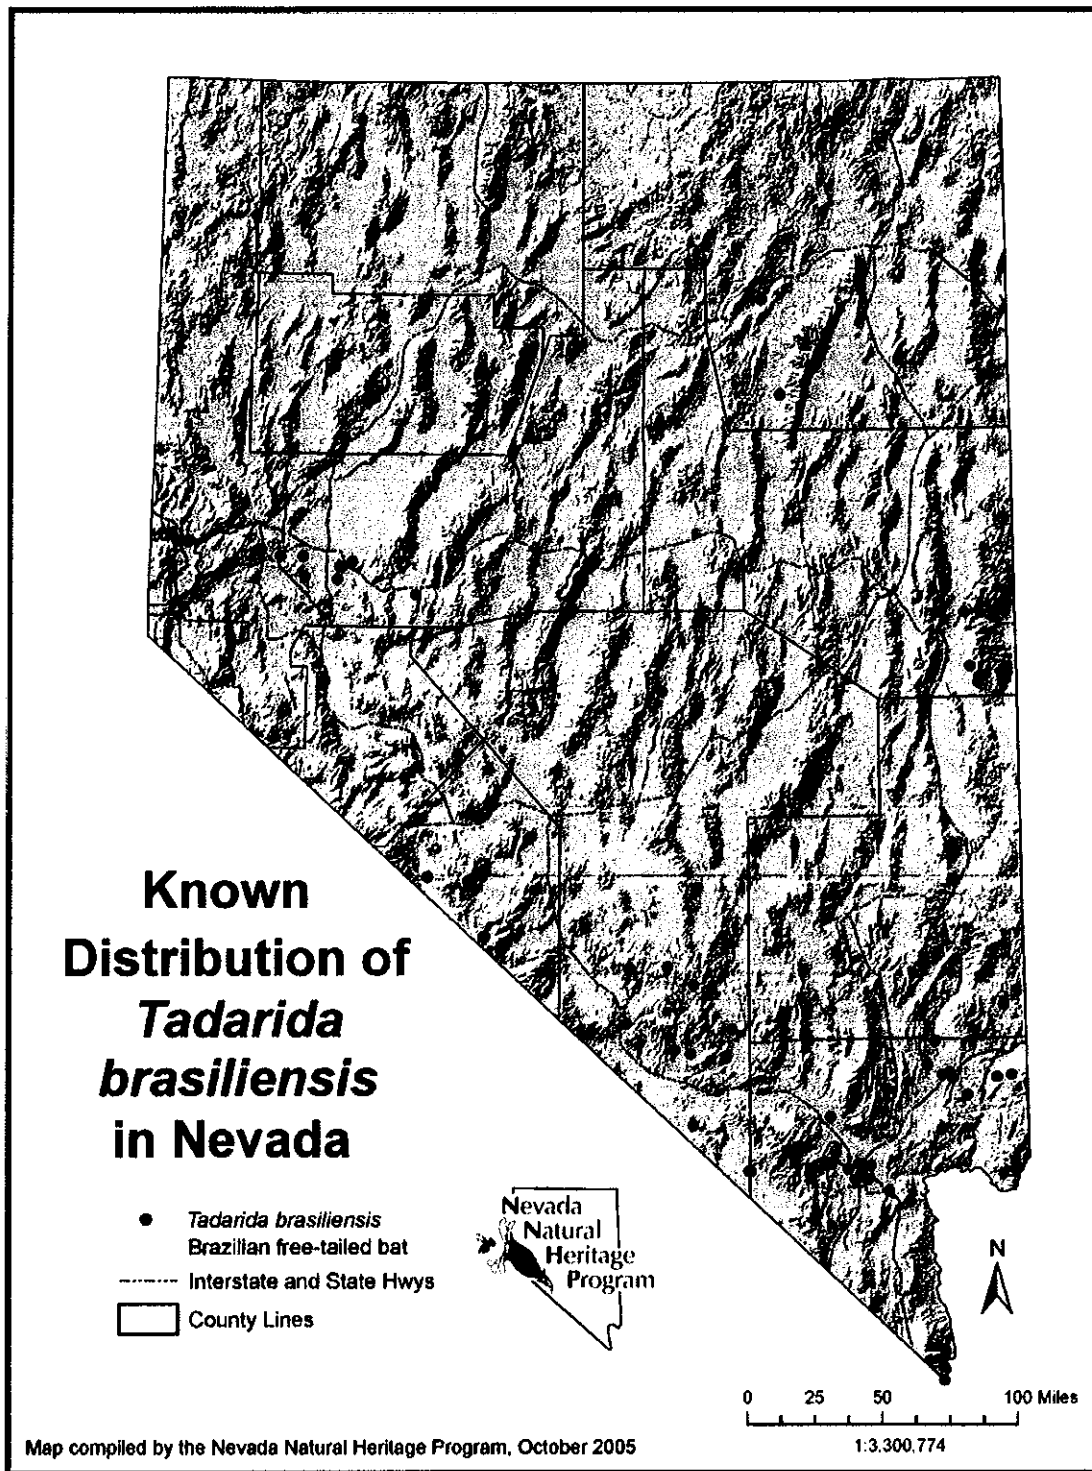 Known
Distribution of
Tadarida
brasiliensis
in Nevada
Tadarida brasiliensis
Brazilian free-tailed bat
Interstate and State Hwys
County Lines
Nevada
Natural
Heritage
Program
N
0 25 50 100 Miles
1:3,300,774
Map compiled by the Nevada Natural Heritage Program, October 2005